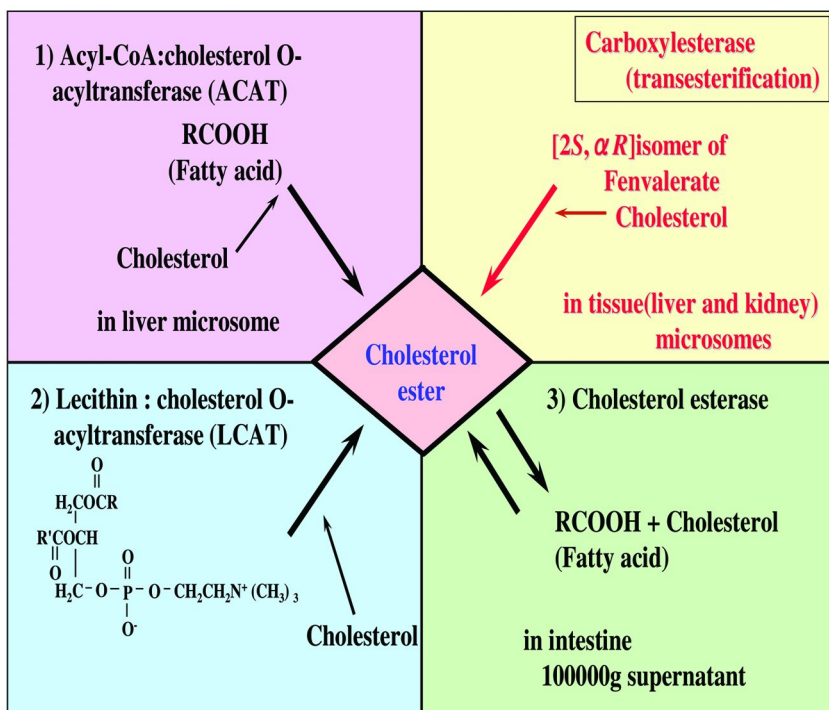 1) Acyl-CoA:cholesterol O-
acyltransferase (ACAT)
RCOOH
(Fatty acid)
Cholesterol
in liver microsome
Carboxylesterase
(transesterification)
[2S, αR]isomer of
Fenvalerate
Cholesterol
in tissue(liver and kidney)
microsomes
Cholesterol
ester
2) Lecithin : cholesterol O-
acyltransferase (LCAT)
O
H₂COCR
R'COCH
O
O
H₂C-O-P-O-CH₂CH₂N⁺(CH₃)₃
O⁻
Cholesterol
3) Cholesterol esterase
RCOOH + Cholesterol
(Fatty acid)
in intestine
100000g supernatant